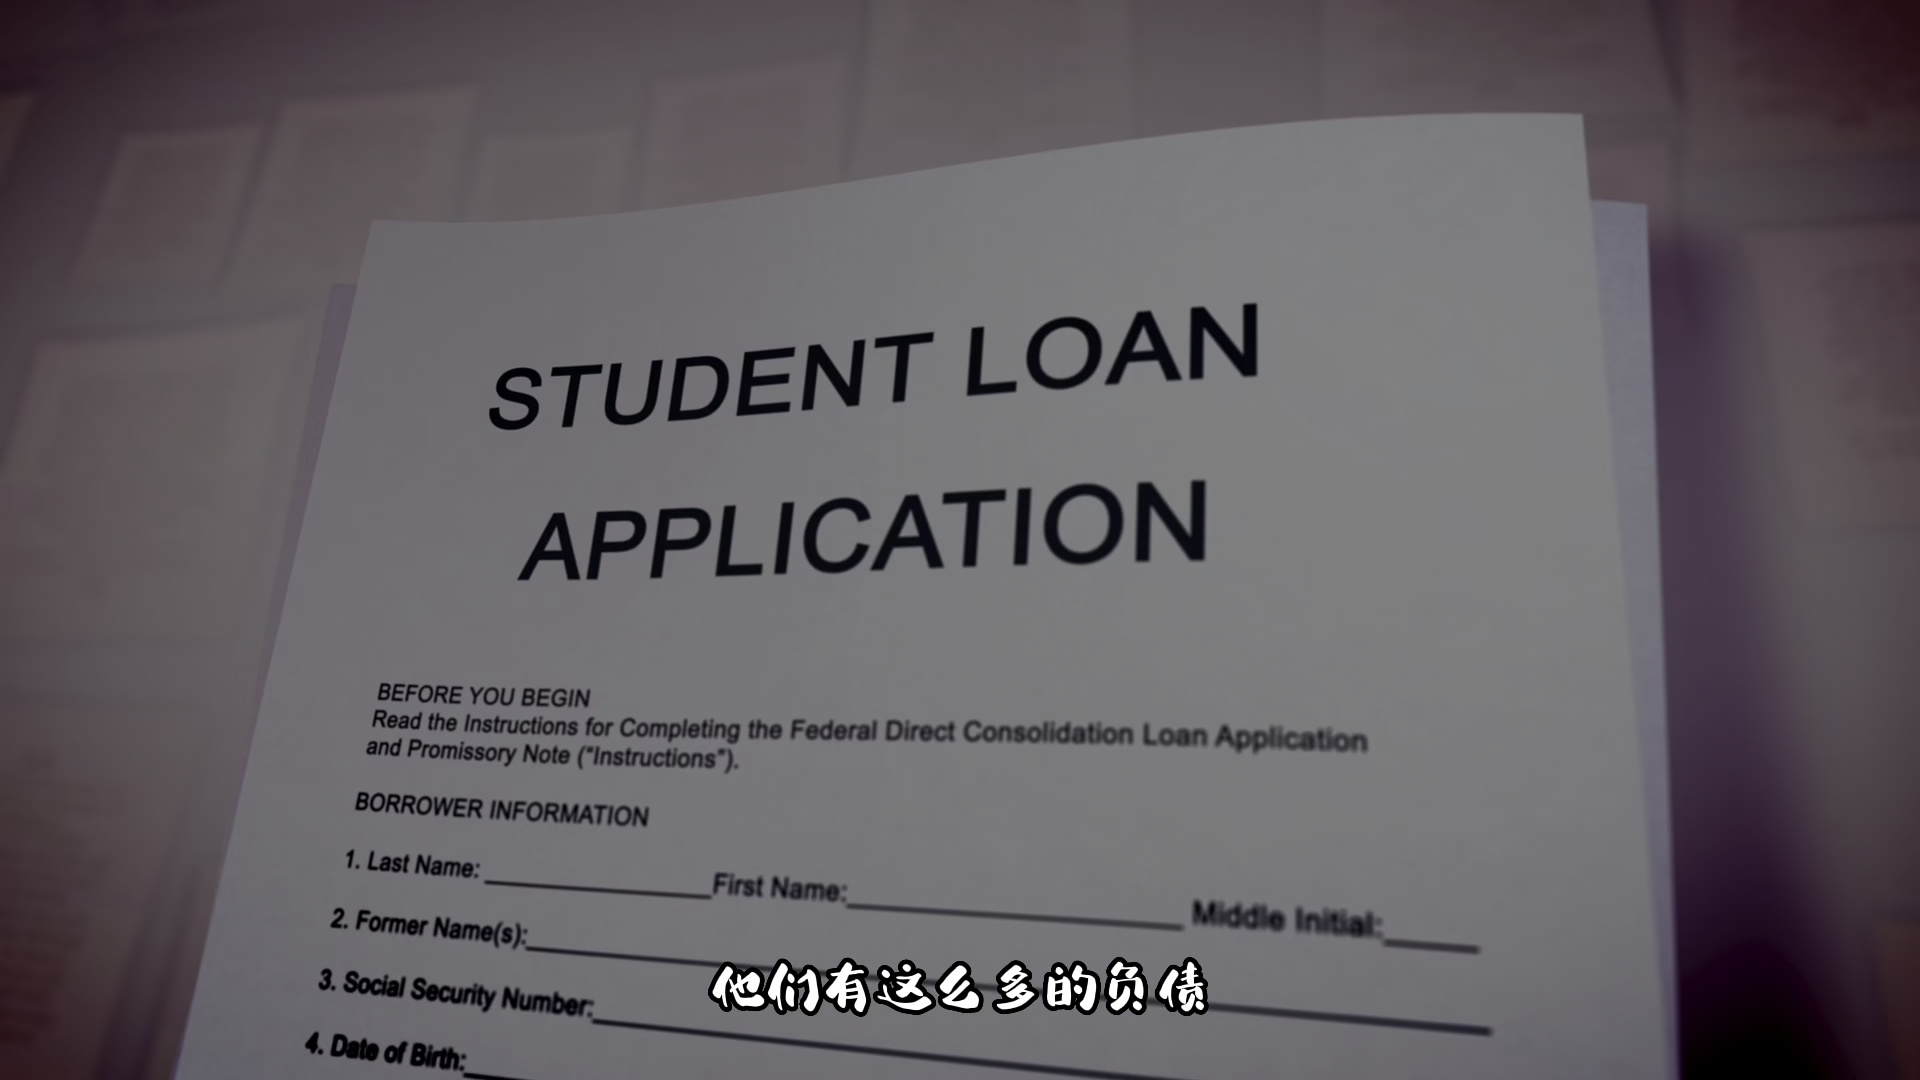 STUDENT LOAN
APPLICATION
BEFORE YOU BEGIN
Read the Instructions for Completing the Federal Direct Consolidation Loan Application
and Promissory Note ("Instructions").
BORROWER INFORMATION
1. Last Name: First Name: Middle Initial:
2. Former Name(s):
3. Social Security Number:
4. Date of Birth:
他们有这么多的负债